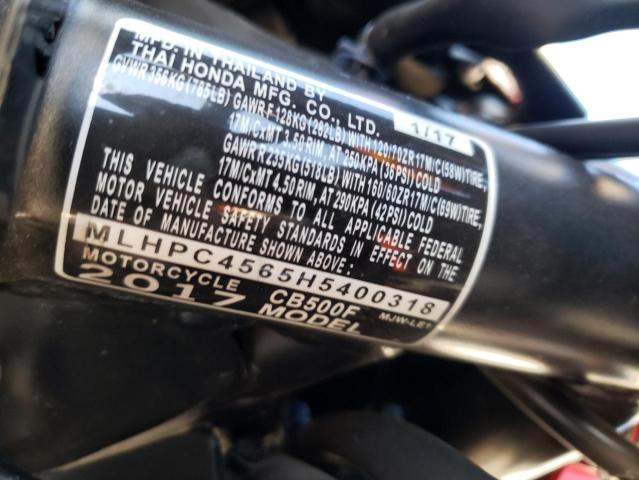 MFD. IN THAILAND BY
THAI HONDA MFG. CO., LTD. 1/17
GVWR 356KG (785LB) GAWR F 128KG (282LB) WITH 120/70ZR17M/C(58W) TIRE,
17M/CxMT 3.50 RIM, AT 250KPA (36PSI) COLD
GAWR R 235KG (518LB) WITH 160/60ZR17M/C(69W) TIRE,
17M/CxMT 4.50 RIM, AT 290KPA (42PSI) COLD
THIS VEHICLE CONFORMS TO ALL APPLICABLE FEDERAL
MOTOR VEHICLE SAFETY STANDARDS IN EFFECT ON THE
DATE OF MANUFACTURE SHOWN ABOVE:
MLHPC4565H5400318
MOTORCYCLE CB500F MJW-LE1
2017 MODEL